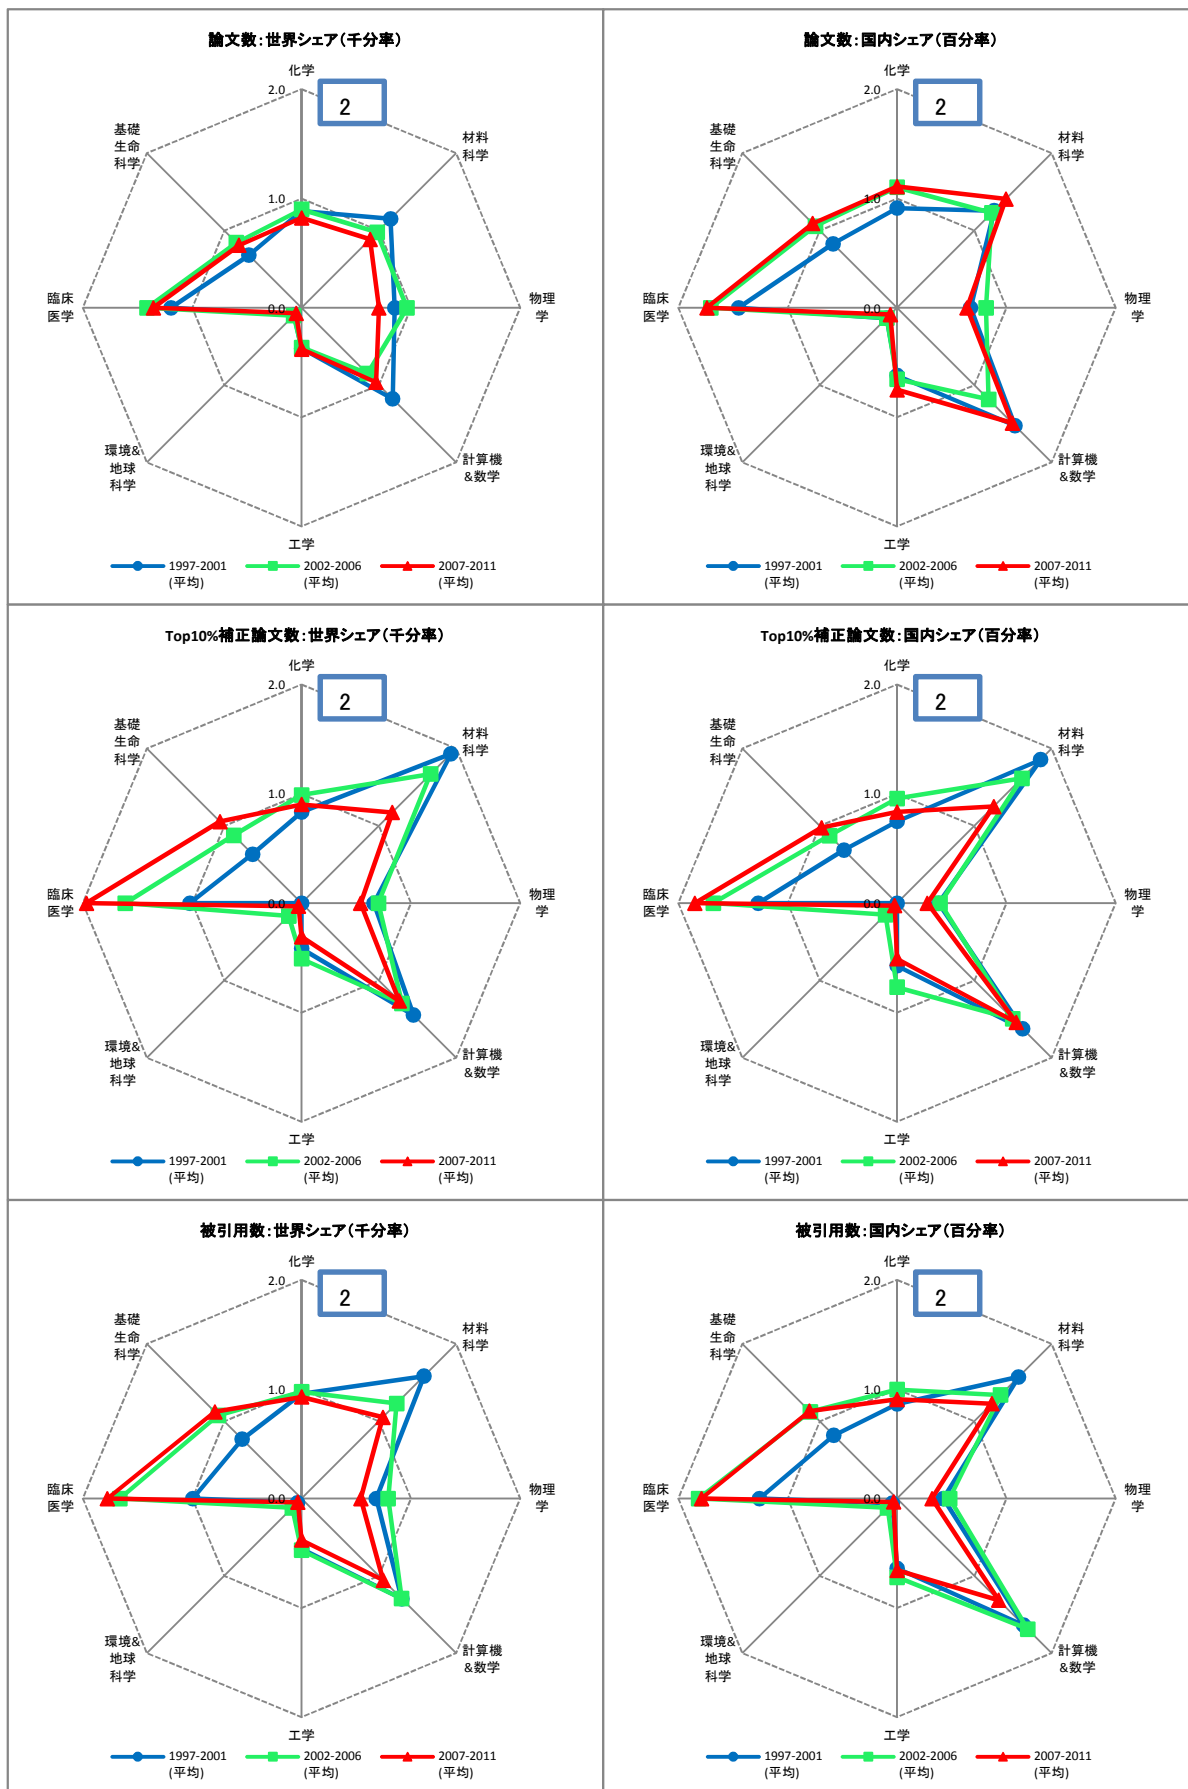 論文数：世界シェア（千分率）
化学
2.0
2
基礎
生命
科学
材料
科学
1.0
臨床
医学
0.0
物理
学
環境&
地球
科学
計算機
&数学
工学
1997-2001
(平均)
2002-2006
(平均)
2007-2011
(平均)
論文数：国内シェア（百分率）
化学
2.0
2
基礎
生命
科学
材料
科学
1.0
臨床
医学
0.0
物理
学
環境&
地球
科学
計算機
&数学
工学
1997-2001
(平均)
2002-2006
(平均)
2007-2011
(平均)
Top10%補正論文数：世界シェア（千分率）
化学
2.0
2
基礎
生命
科学
材料
科学
1.0
臨床
医学
0.0
物理
学
環境&
地球
科学
計算機
&数学
工学
1997-2001
(平均)
2002-2006
(平均)
2007-2011
(平均)
Top10%補正論文数：国内シェア（百分率）
化学
2.0
2
基礎
生命
科学
材料
科学
1.0
臨床
医学
0.0
物理
学
環境&
地球
科学
計算機
&数学
工学
1997-2001
(平均)
2002-2006
(平均)
2007-2011
(平均)
被引用数：世界シェア（千分率）
化学
2.0
2
基礎
生命
科学
材料
科学
1.0
臨床
医学
0.0
物理
学
環境&
地球
科学
計算機
&数学
工学
1997-2001
(平均)
2002-2006
(平均)
2007-2011
(平均)
被引用数：国内シェア（百分率）
化学
2.0
2
基礎
生命
科学
材料
科学
1.0
臨床
医学
0.0
物理
学
環境&
地球
科学
計算機
&数学
工学
1997-2001
(平均)
2002-2006
(平均)
2007-2011
(平均)